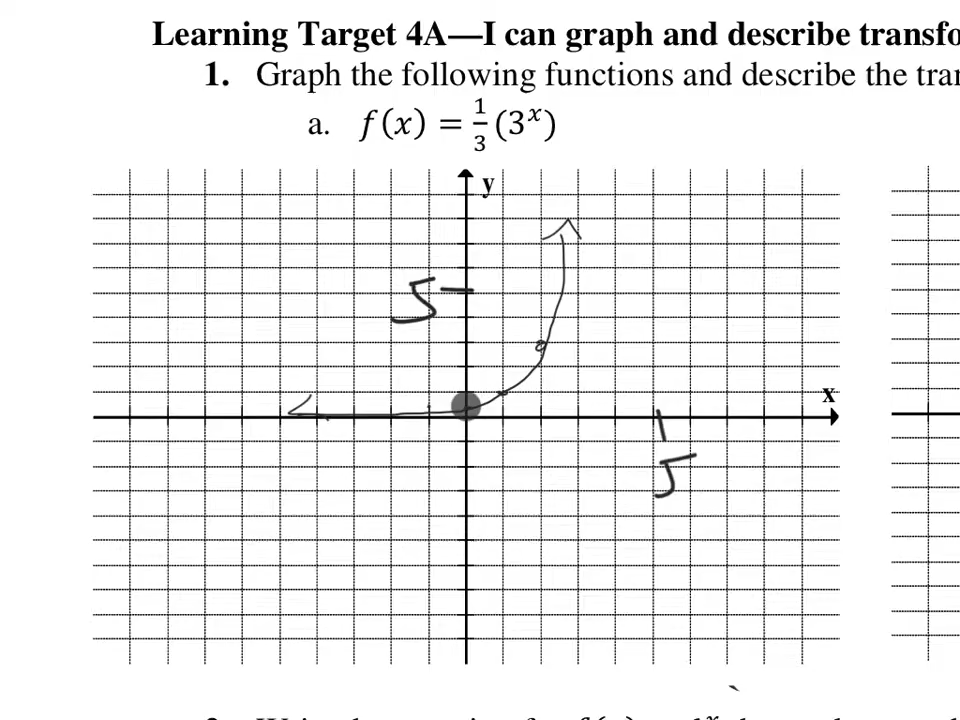 Learning Target 4A—I can graph and describe transfo
1. Graph the following functions and describe the tran
a. f(x) = 1/3 (3^x)
y
5
x
5